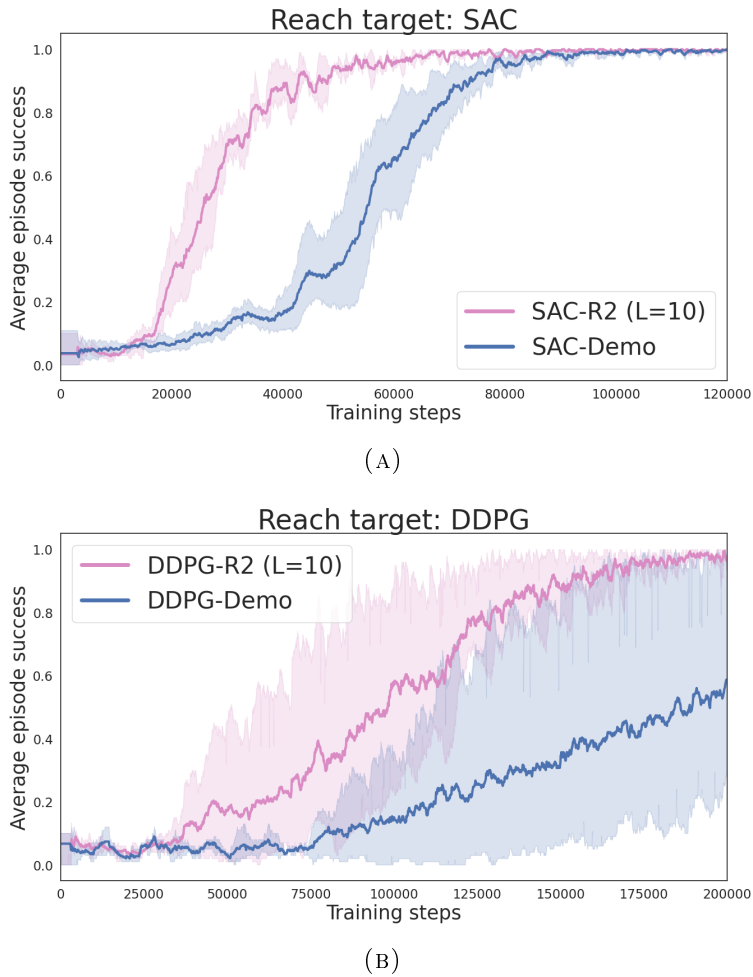 Reach target: SAC
Average episode success
1.0
0.8
0.6
0.4
0.2
0.0
SAC-R2 (L=10)
SAC-Demo
0 20000 40000 60000 80000 100000 120000
Training steps
(A)
Reach target: DDPG
Average episode success
1.0
0.8
0.6
0.4
0.2
0.0
DDPG-R2 (L=10)
DDPG-Demo
0 25000 50000 75000 100000 125000 150000 175000 200000
Training steps
(B)